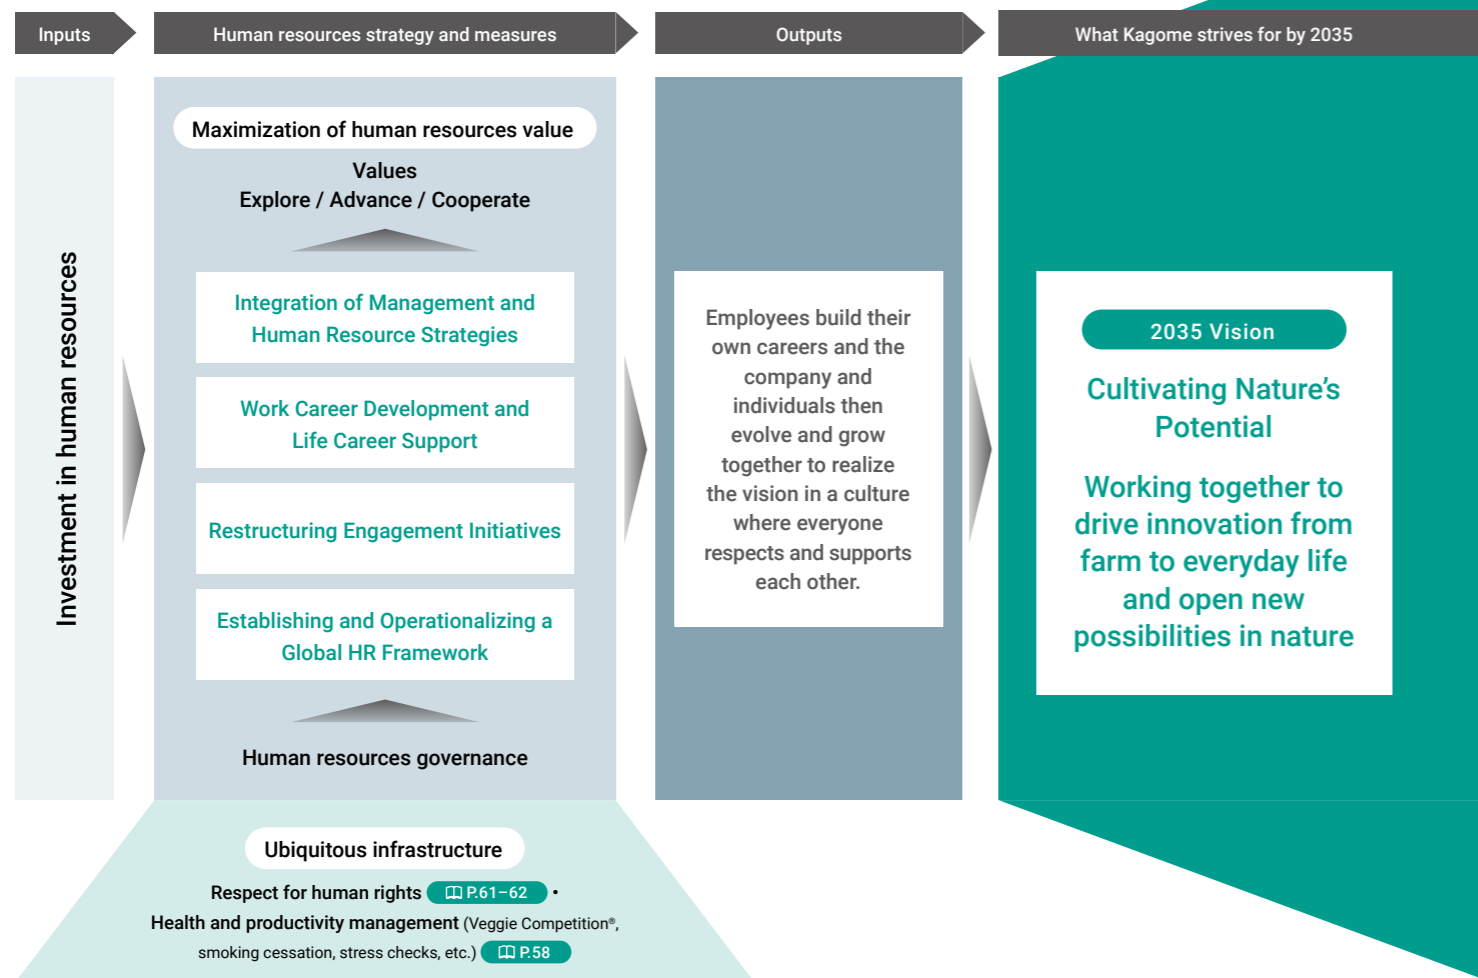 Inputs
Human resources strategy and measures
Outputs
What Kagome strives for by 2035
Investment in human resources
Maximization of human resources value
Values
Explore / Advance / Cooperate
Integration of Management and
Human Resource Strategies
Work Career Development and
Life Career Support
Restructuring Engagement Initiatives
Establishing and Operationalizing a
Global HR Framework
Human resources governance
Ubiquitous infrastructure
Respect for human rights P.61–62 •
Health and productivity management (Veggie Competition®,
smoking cessation, stress checks, etc.) P.58
Employees build their
own careers and the
company and
individuals then
evolve and grow
together to realize
the vision in a culture
where everyone
respects and supports
each other.
2035 Vision
Cultivating Nature’s
Potential
Working together to
drive innovation from
farm to everyday life
and open new
possibilities in nature